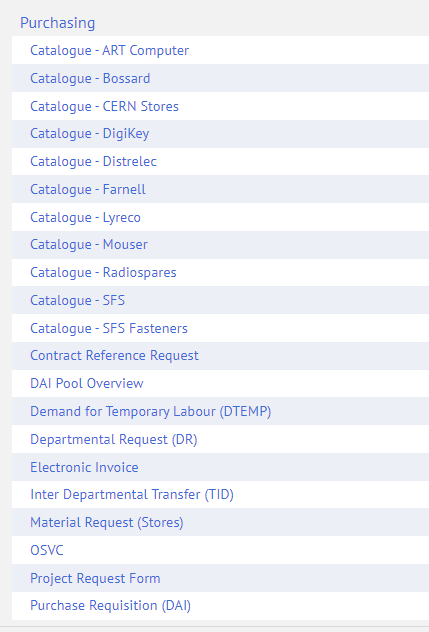 Purchasing
Catalogue - ART Computer
Catalogue - Bossard
Catalogue - CERN Stores
Catalogue - DigiKey
Catalogue - Distrelec
Catalogue - Farnell
Catalogue - Lyreco
Catalogue - Mouser
Catalogue - Radiospares
Catalogue - SFS
Catalogue - SFS Fasteners
Contract Reference Request
DAI Pool Overview
Demand for Temporary Labour (DTEMP)
Departmental Request (DR)
Electronic Invoice
Inter Departmental Transfer (TID)
Material Request (Stores)
OSVC
Project Request Form
Purchase Requisition (DAI)